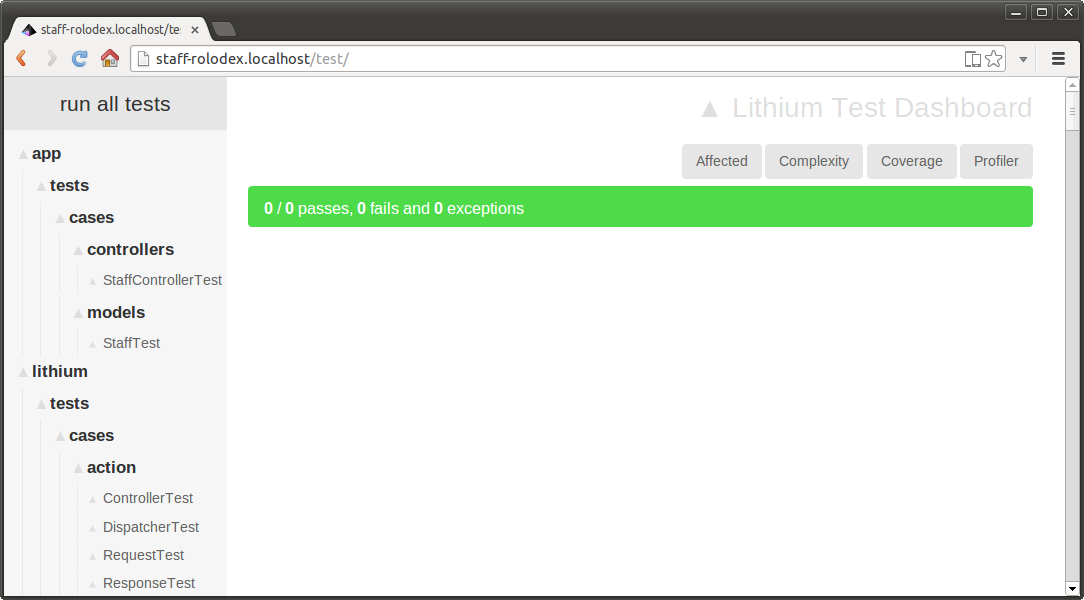 staff-rolodex.localhost/te
staff-rolodex.localhost/test/
run all tests
app
tests
cases
controllers
StaffControllerTest
models
StaffTest
lithium
tests
cases
action
ControllerTest
DispatcherTest
RequestTest
ResponseTest
▲ Lithium Test Dashboard
Affected Complexity Coverage Profiler
0 / 0 passes, 0 fails and 0 exceptions